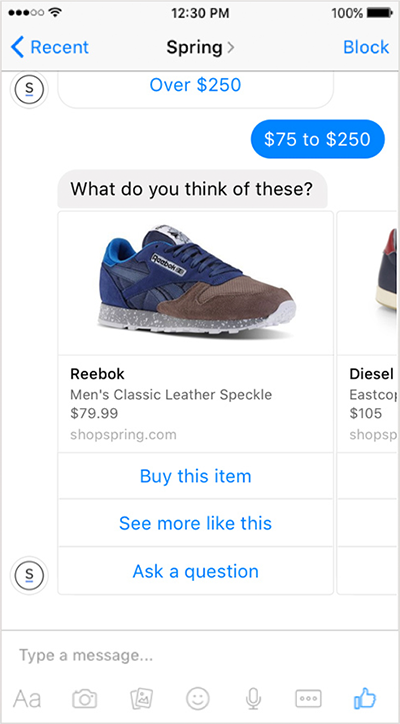 12:30 PM
100%
Recent
Spring
Block
S
Over $250
$75 to $250
What do you think of these?
Reebok
Reebok
Men's Classic Leather Speckle
$79.99
shopspring.com
Diesel
Eastcop
$105
shopsp
Buy this item
See more like this
Ask a question
S
Type a message...
Aa